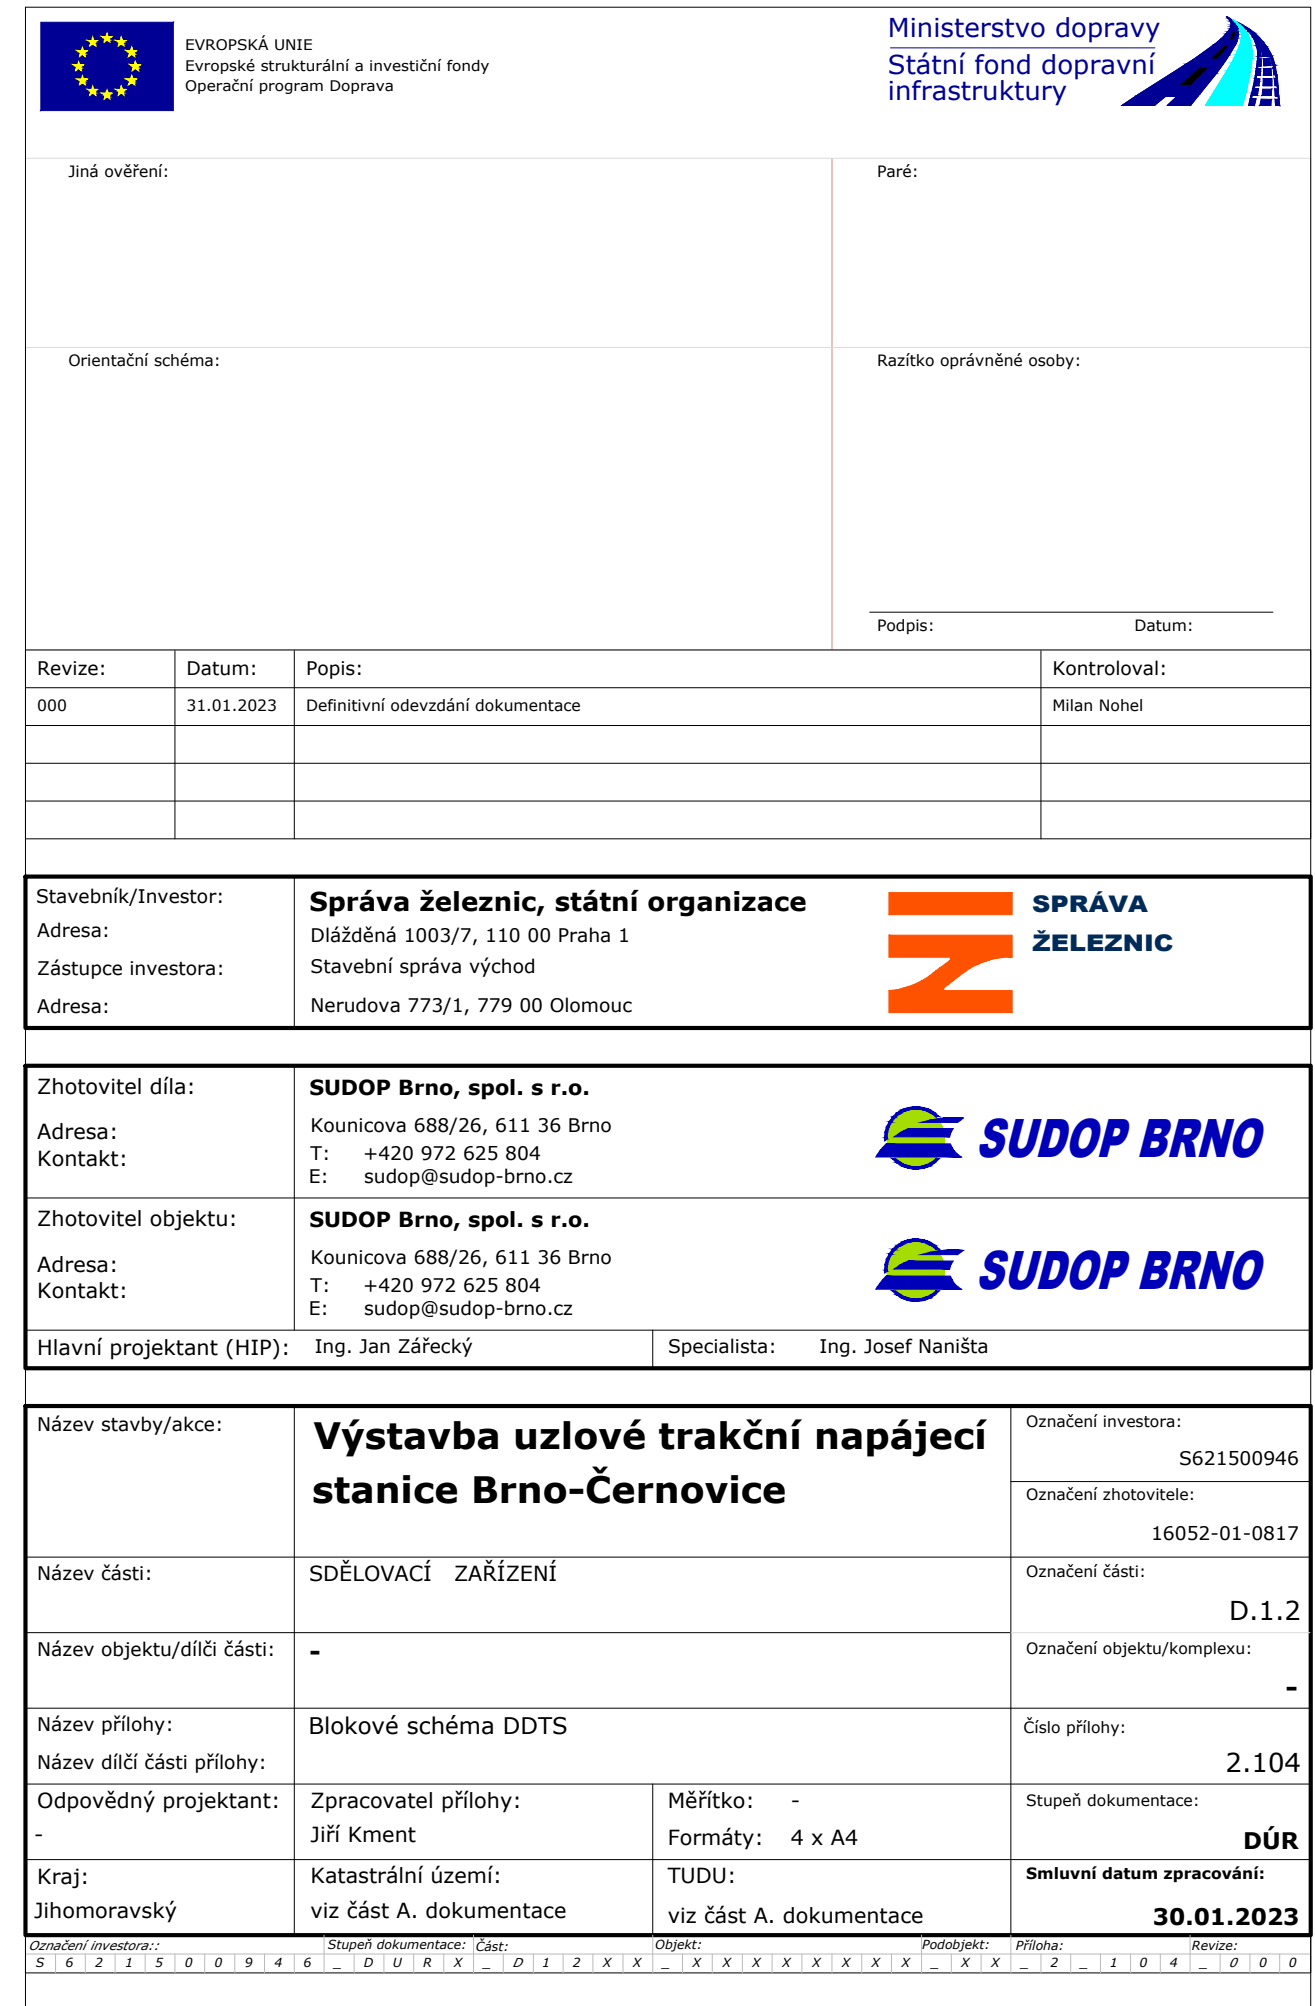 EVROPSKÁ UNIE
Evropské strukturální a investiční fondy
Operační program Doprava
Ministerstvo dopravy
Státní fond dopravní
infrastruktury
Jiná ověření:
Paré:
Orientační schéma:
Razítko oprávněné osoby:
Podpis: Datum:
Revize: Datum: Popis: Kontroloval:
000 31.01.2023 Definitivní odevzdání dokumentace Milan Nohel
Stavebník/Investor: Správa železnic, státní organizace
Adresa: Dlážděná 1003/7, 110 00 Praha 1
Zástupce investora: Stavební správa východ
Adresa: Nerudova 773/1, 779 00 Olomouc
SPRÁVA
ŽELEZNIC
Zhotovitel díla: SUDOP Brno, spol. s r.o.
Adresa: Kounicova 688/26, 611 36 Brno
Kontakt: T: +420 972 625 804
E: sudop@sudop-brno.cz
SUDOP BRNO
Zhotovitel objektu: SUDOP Brno, spol. s r.o.
Adresa: Kounicova 688/26, 611 36 Brno
Kontakt: T: +420 972 625 804
E: sudop@sudop-brno.cz
SUDOP BRNO
Hlavní projektant (HIP): Ing. Jan Zářecký Specialista: Ing. Josef Naništa
Název stavby/akce: Výstavba uzlové trakční napájecí
stanice Brno-Černovice
Označení investora:
S621500946
Označení zhotovitele:
16052-01-0817
Název části: SDĚLOVACÍ ZAŘÍZENÍ
Označení části:
D.1.2
Název objektu/dílči části: -
Označení objektu/komplexu:
-
Název přílohy: Blokové schéma DDTS
Název dílčí části přílohy:
Číslo přílohy:
2.104
Odpovědný projektant: Zpracovatel přílohy: Měřítko: - Stupeň dokumentace:
- Jiří Kment Formáty: 4 x A4 DÚR
Kraj: Katastrální území: TUDU: Smluvní datum zpracování:
Jihomoravský viz část A. dokumentace viz část A. dokumentace 30.01.2023
Označení investora:: Stupeň dokumentace: Část: Objekt: Podobjekt: Příloha: Revize:
S 6 2 1 5 0 0 9 4 6 _ D U R X _ D 1 2 X X _ X X X X X X X X _ X X _ 2 _ 1 0 4 _ 0 0 0